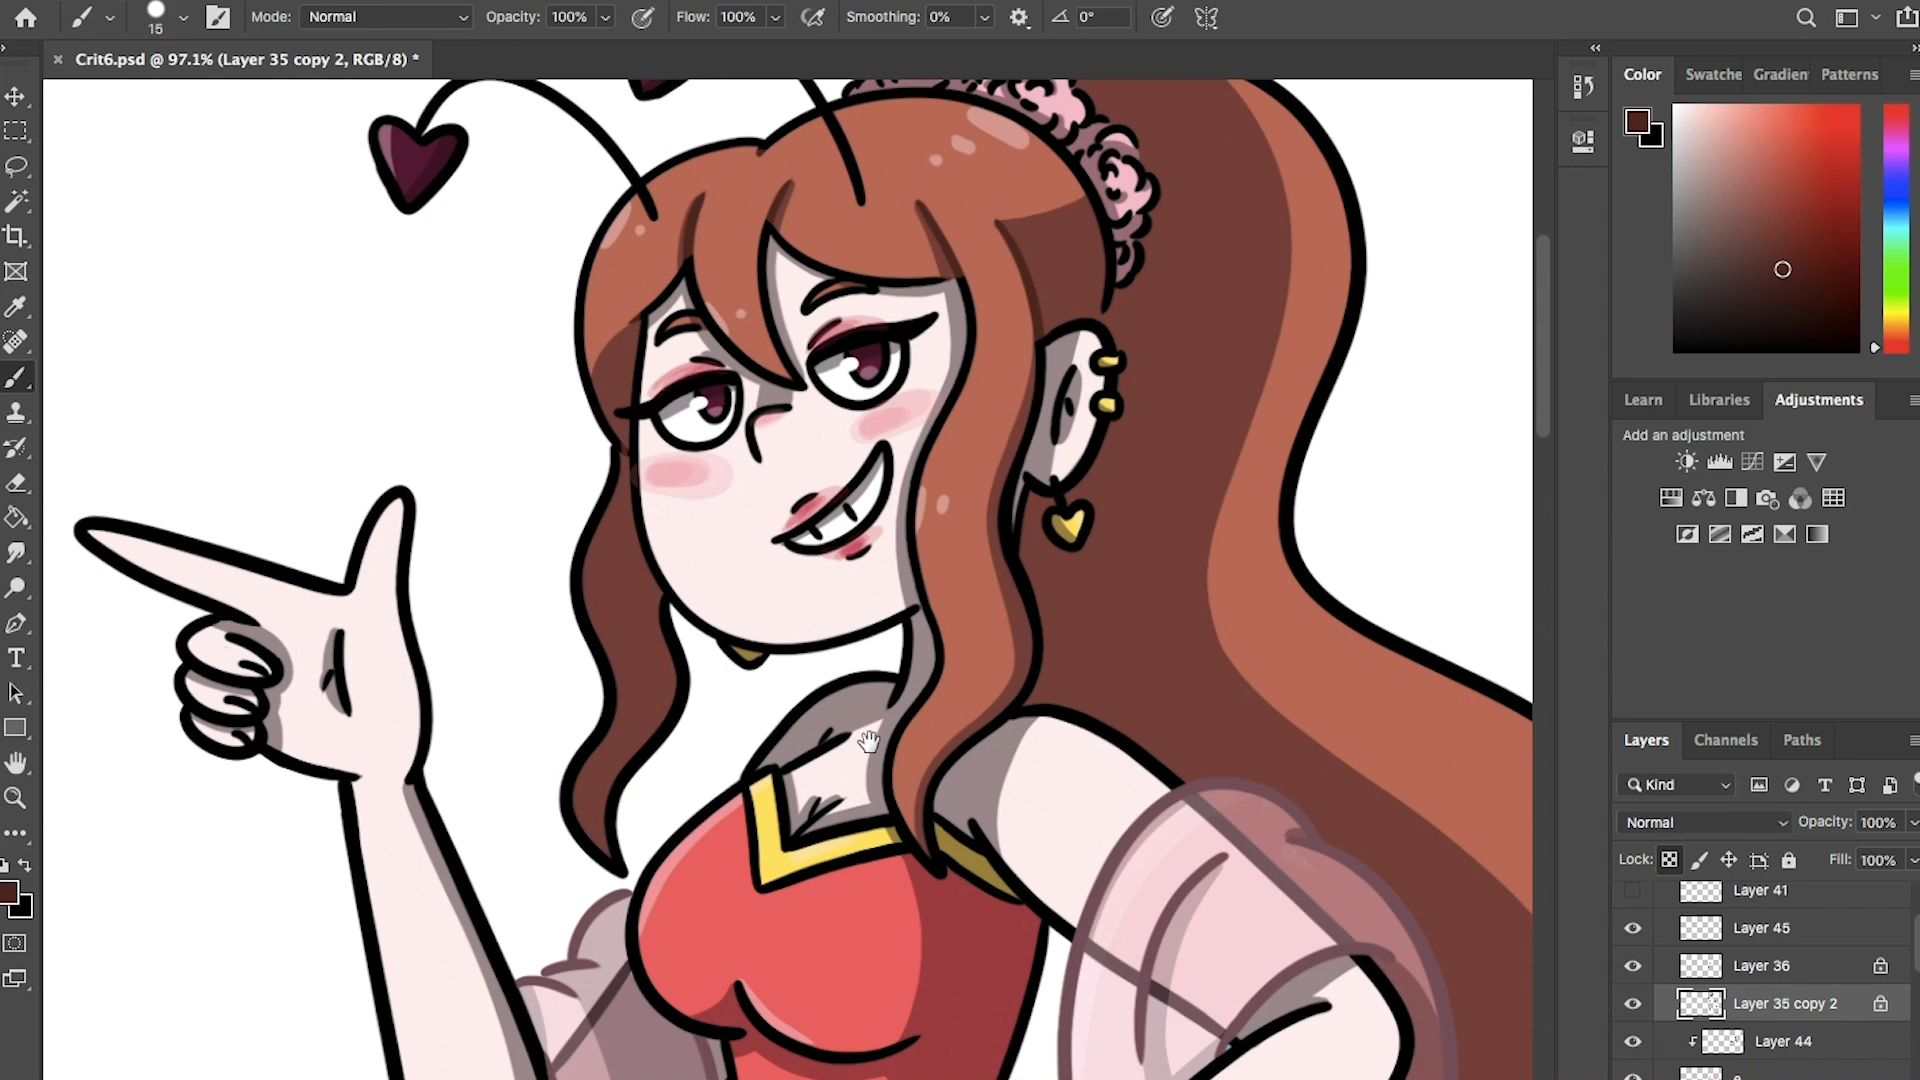 Mode: Normal Opacity: 100% Flow: 100% Smoothing: 0% 0°
15
Crit6.psd @ 97.1% (Layer 35 copy 2, RGB/8) *
Color Swatche Gradien Patterns
Learn Libraries Adjustments
Add an adjustment
Layers Channels Paths
Kind
Normal Opacity: 100%
Lock: Fill: 100%
Layer 41
Layer 45
Layer 36
Layer 35 copy 2
Layer 44